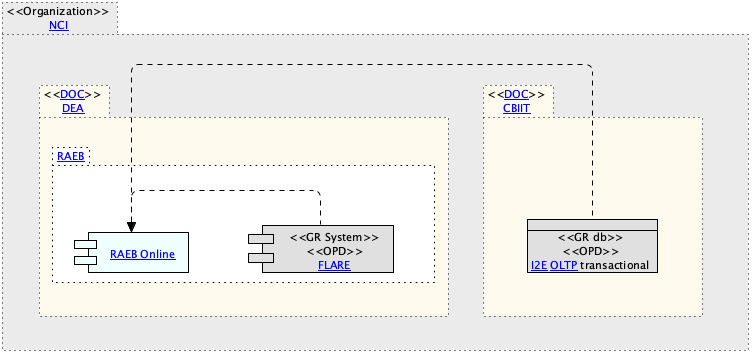 <<Organization>>
NCI
<<DOC>>
DEA
<<DOC>>
CBIIT
RAEB
RAEB Online
<<GR System>>
<<OPD>>
FLARE
<<GR db>>
<<OPD>>
I2E OLTP transactional